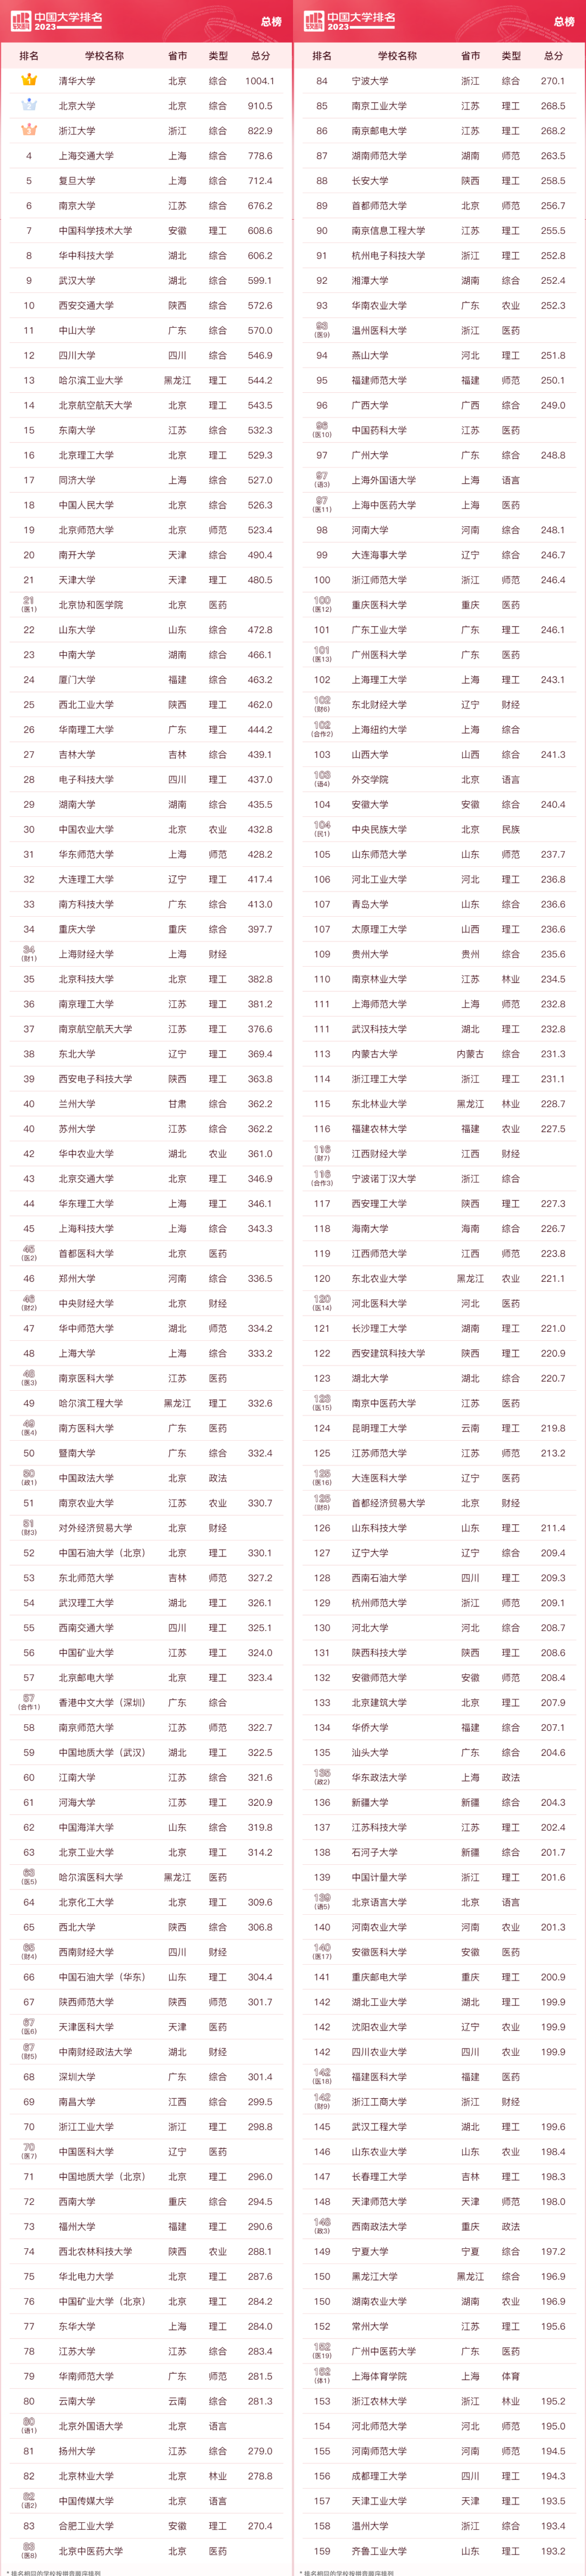 软科 中国大学排名 2023 总榜
排名 学校名称 省市 类型 总分
1 清华大学 北京 综合 1004.1
2 北京大学 北京 综合 910.5
3 浙江大学 浙江 综合 822.9
4 上海交通大学 上海 综合 778.6
5 复旦大学 上海 综合 712.4
6 南京大学 江苏 综合 676.2
7 中国科学技术大学 安徽 理工 608.6
8 华中科技大学 湖北 综合 606.2
9 武汉大学 湖北 综合 599.1
10 西安交通大学 陕西 综合 572.6
11 中山大学 广东 综合 570.0
12 四川大学 四川 综合 546.9
13 哈尔滨工业大学 黑龙江 理工 544.2
14 北京航空航天大学 北京 理工 543.5
15 东南大学 江苏 综合 532.3
16 北京理工大学 北京 理工 529.3
17 同济大学 上海 综合 527.0
18 中国人民大学 北京 综合 526.3
19 北京师范大学 北京 师范 523.4
20 南开大学 天津 综合 490.4
21 天津大学 天津 理工 480.5
21 (医1) 北京协和医学院 北京 医药
22 山东大学 山东 综合 472.8
23 中南大学 湖南 综合 466.1
24 厦门大学 福建 综合 463.2
25 西北工业大学 陕西 理工 462.0
26 华南理工大学 广东 理工 444.2
27 吉林大学 吉林 综合 439.1
28 电子科技大学 四川 理工 437.0
29 湖南大学 湖南 综合 435.5
30 中国农业大学 北京 农业 432.8
31 华东师范大学 上海 师范 428.2
32 大连理工大学 辽宁 理工 417.4
33 南方科技大学 广东 综合 413.0
34 重庆大学 重庆 综合 397.7
34 (财1) 上海财经大学 上海 财经
35 北京科技大学 北京 理工 382.8
36 南京理工大学 江苏 理工 381.2
37 南京航空航天大学 江苏 理工 376.6
38 东北大学 辽宁 理工 369.4
39 西安电子科技大学 陕西 理工 363.8
40 兰州大学 甘肃 综合 362.2
40 苏州大学 江苏 综合 362.2
42 华中农业大学 湖北 农业 361.0
43 北京交通大学 北京 理工 346.9
44 华东理工大学 上海 理工 346.1
45 上海科技大学 上海 综合 343.3
45 (医2) 首都医科大学 北京 医药
46 郑州大学 河南 综合 336.5
46 (财2) 中央财经大学 北京 财经
47 华中师范大学 湖北 师范 334.2
48 上海大学 上海 综合 333.2
48 (医3) 南京医科大学 江苏 医药
49 哈尔滨工程大学 黑龙江 理工 332.6
49 (医4) 南方医科大学 广东 医药
50 暨南大学 广东 综合 332.4
50 (政1) 中国政法大学 北京 政法
51 南京农业大学 江苏 农业 330.7
51 (财3) 对外经济贸易大学 北京 财经
52 中国石油大学（北京） 北京 理工 330.1
53 东北师范大学 吉林 师范 327.2
54 武汉理工大学 湖北 理工 326.1
55 西南交通大学 四川 理工 325.1
56 中国矿业大学 江苏 理工 324.0
57 北京邮电大学 北京 理工 323.4
57 (合作1) 香港中文大学（深圳） 广东 综合
58 南京师范大学 江苏 师范 322.7
59 中国地质大学（武汉） 湖北 理工 322.5
60 江南大学 江苏 综合 321.6
61 河海大学 江苏 理工 320.9
62 中国海洋大学 山东 综合 319.8
63 北京工业大学 北京 理工 314.2
63 (医5) 哈尔滨医科大学 黑龙江 医药
64 北京化工大学 北京 理工 309.6
65 西北大学 陕西 综合 306.8
65 (财4) 西南财经大学 四川 财经
66 中国石油大学（华东） 山东 理工 304.4
67 陕西师范大学 陕西 师范 301.7
67 (医6) 天津医科大学 天津 医药
67 (财5) 中南财经政法大学 湖北 财经
68 深圳大学 广东 综合 301.4
69 南昌大学 江西 综合 299.5
70 浙江工业大学 浙江 理工 298.8
70 (医7) 中国医科大学 辽宁 医药
71 中国地质大学（北京） 北京 理工 296.0
72 西南大学 重庆 综合 294.5
73 福州大学 福建 理工 290.6
74 西北农林科技大学 陕西 农业 288.1
75 华北电力大学 北京 理工 287.6
76 中国矿业大学（北京） 北京 理工 284.2
77 东华大学 上海 理工 284.0
78 江苏大学 江苏 综合 283.4
79 华南师范大学 广东 师范 281.5
80 云南大学 云南 综合 281.3
80 (语1) 北京外国语大学 北京 语言
81 扬州大学 江苏 综合 279.0
82 北京林业大学 北京 林业 278.8
82 (语2) 中国传媒大学 北京 语言
83 合肥工业大学 安徽 理工 270.4
83 (医8) 北京中医药大学 北京 医药
* 排名相同的学校按拼音顺序排列
软科 中国大学排名 2023 总榜
排名 学校名称 省市 类型 总分
84 宁波大学 浙江 综合 270.1
85 南京工业大学 江苏 理工 268.5
86 南京邮电大学 江苏 理工 268.2
87 湖南师范大学 湖南 师范 263.5
88 长安大学 陕西 理工 258.5
89 首都师范大学 北京 师范 256.7
90 南京信息工程大学 江苏 理工 255.5
91 杭州电子科技大学 浙江 理工 252.8
92 湘潭大学 湖南 综合 252.4
93 华南农业大学 广东 农业 252.3
93 (医9) 温州医科大学 浙江 医药
94 燕山大学 河北 理工 251.8
95 福建师范大学 福建 师范 250.1
96 广西大学 广西 综合 249.0
96 (医10) 中国药科大学 江苏 医药
97 广州大学 广东 综合 248.8
97 (语3) 上海外国语大学 上海 语言
97 (医11) 上海中医药大学 上海 医药
98 河南大学 河南 综合 248.1
99 大连海事大学 辽宁 理工 246.7
100 浙江师范大学 浙江 师范 246.4
100 (医12) 重庆医科大学 重庆 医药
101 广东工业大学 广东 理工 246.1
101 (医13) 广州医科大学 广东 医药
102 上海理工大学 上海 理工 243.1
102 (财6) 东北财经大学 辽宁 财经
102 (合作2) 上海纽约大学 上海 综合
103 山西大学 山西 综合 241.3
103 (语4) 外交学院 北京 语言
104 安徽大学 安徽 综合 240.4
104 (民1) 中央民族大学 北京 民族
105 山东师范大学 山东 师范 237.7
106 河北工业大学 河北 理工 236.8
107 青岛大学 山东 综合 236.6
107 太原理工大学 山西 理工 236.6
109 贵州大学 贵州 综合 235.6
110 南京林业大学 江苏 林业 234.5
111 上海师范大学 上海 师范 232.8
111 武汉科技大学 湖北 理工 232.8
113 内蒙古大学 内蒙古 综合 231.3
114 浙江理工大学 浙江 理工 231.1
115 东北林业大学 黑龙江 林业 228.7
116 福建农林大学 福建 农业 227.5
116 (财7) 江西财经大学 江西 财经
116 (合作3) 宁波诺丁汉大学 浙江 综合
117 西安理工大学 陕西 理工 227.3
118 海南大学 海南 综合 226.7
119 江西师范大学 江西 师范 223.8
120 东北农业大学 黑龙江 农业 221.1
120 (医14) 河北医科大学 河北 医药
121 长沙理工大学 湖南 理工 221.0
122 西安建筑科技大学 陕西 理工 220.9
123 湖北大学 湖北 综合 220.7
123 (医15) 南京中医药大学 江苏 医药
124 昆明理工大学 云南 理工 219.8
125 江苏师范大学 江苏 师范 213.2
125 (医16) 大连医科大学 辽宁 医药
125 (财8) 首都经济贸易大学 北京 财经
126 山东科技大学 山东 理工 211.4
127 辽宁大学 辽宁 综合 209.4
128 西南石油大学 四川 理工 209.3
129 杭州师范大学 浙江 师范 209.1
130 河北大学 河北 综合 208.7
131 陕西科技大学 陕西 理工 208.6
132 安徽师范大学 安徽 师范 208.4
133 北京建筑大学 北京 理工 207.9
134 华侨大学 福建 综合 207.1
135 汕头大学 广东 综合 204.6
135 (政2) 华东政法大学 上海 政法
136 新疆大学 新疆 综合 204.3
137 江苏科技大学 江苏 理工 202.4
138 石河子大学 新疆 综合 201.7
139 中国计量大学 浙江 理工 201.6
139 (语5) 北京语言大学 北京 语言
140 河南农业大学 河南 农业 201.3
140 (医17) 安徽医科大学 安徽 医药
141 重庆邮电大学 重庆 理工 200.9
142 湖北工业大学 湖北 理工 199.9
142 沈阳农业大学 辽宁 农业 199.9
142 四川农业大学 四川 农业 199.9
142 (医18) 福建医科大学 福建 医药
142 (财9) 浙江工商大学 浙江 财经
145 武汉工程大学 湖北 理工 199.6
146 山东农业大学 山东 农业 198.4
147 长春理工大学 吉林 理工 198.3
148 天津师范大学 天津 师范 198.0
148 (政3) 西南政法大学 重庆 政法
149 宁夏大学 宁夏 综合 197.2
150 黑龙江大学 黑龙江 综合 196.9
150 湖南农业大学 湖南 农业 196.9
152 常州大学 江苏 理工 195.6
152 (医19) 广州中医药大学 广东 医药
152 (体1) 上海体育学院 上海 体育
153 浙江农林大学 浙江 林业 195.2
154 河北师范大学 河北 师范 195.0
155 河南师范大学 河南 师范 194.5
156 成都理工大学 四川 理工 194.3
157 天津工业大学 天津 理工 193.5
158 温州大学 浙江 综合 193.4
159 齐鲁工业大学 山东 理工 193.2
* 排名相同的学校按拼音顺序排列